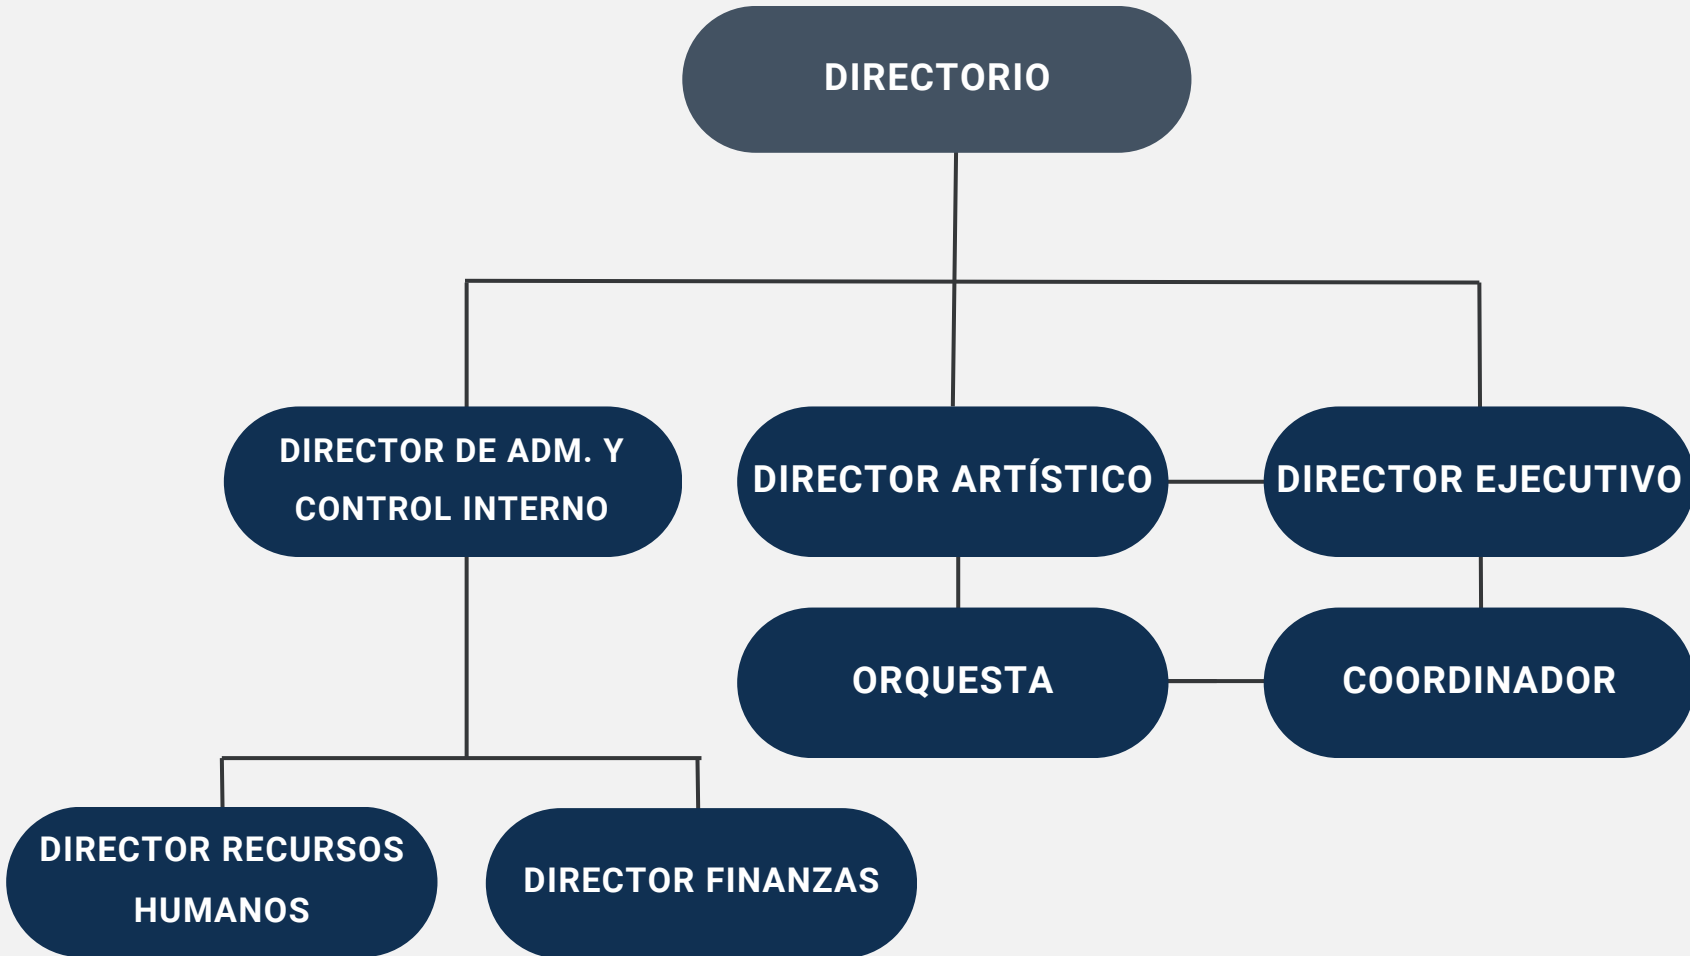 DIRECTORIO
DIRECTOR DE ADM. Y
CONTROL INTERNO
DIRECTOR ARTÍSTICO
DIRECTOR EJECUTIVO
ORQUESTA
COORDINADOR
DIRECTOR RECURSOS
HUMANOS
DIRECTOR FINANZAS